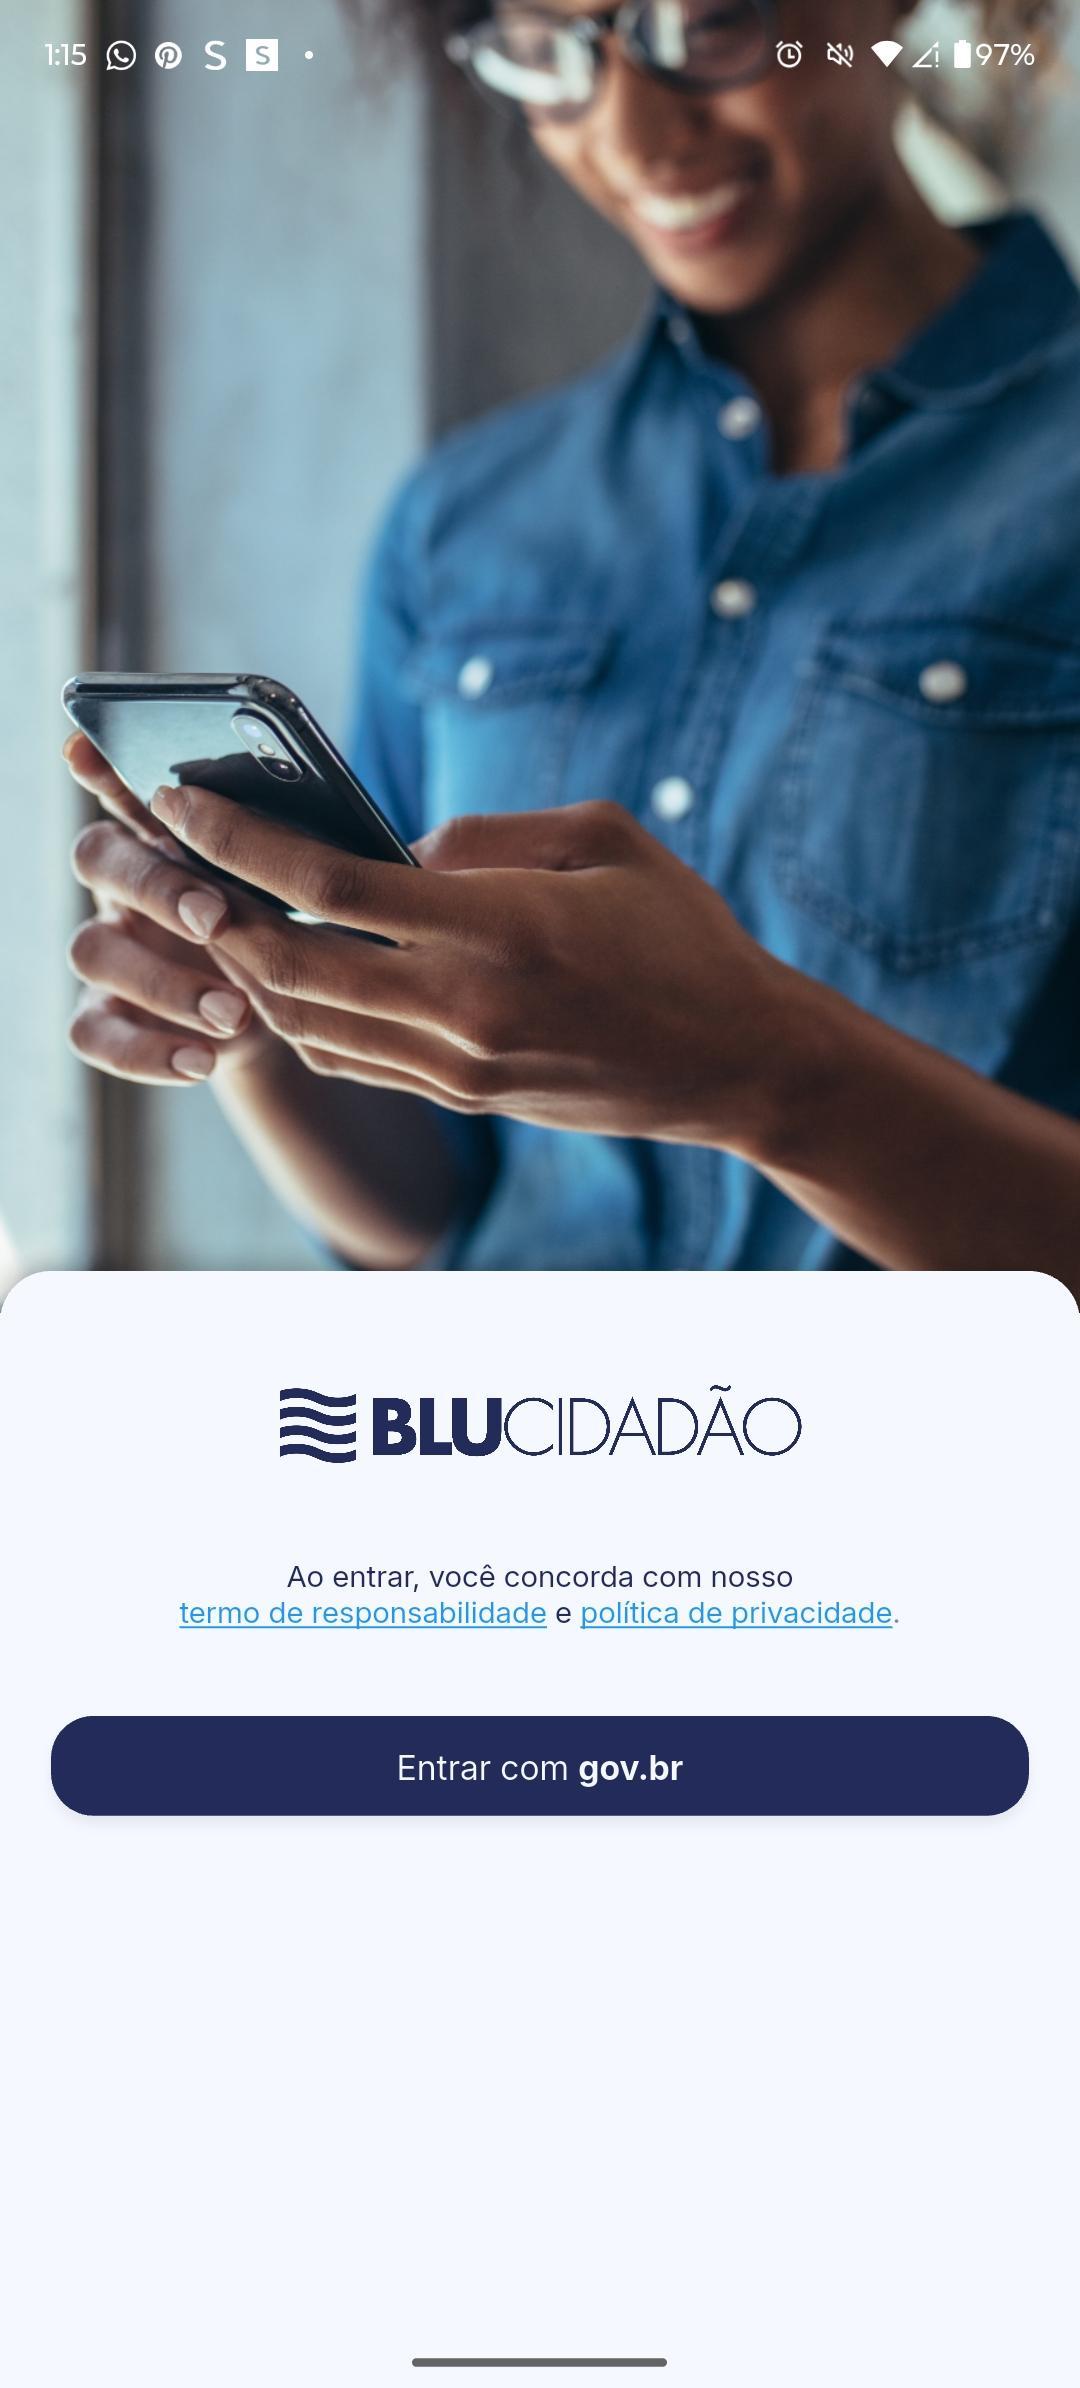 1:15
S
S
97%
BLUCIDADÃO
Ao entrar, você concorda com nosso
termo de responsabilidade e política de privacidade.
Entrar com gov.br